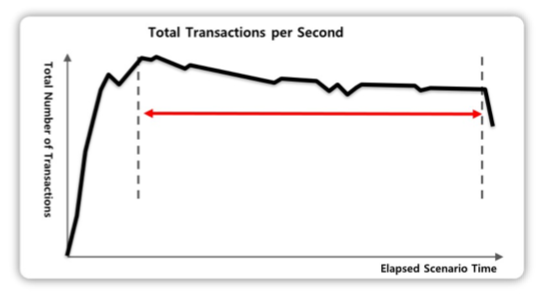 Total Transactions per Second
Total Number of Transactions
Elapsed Scenario Time